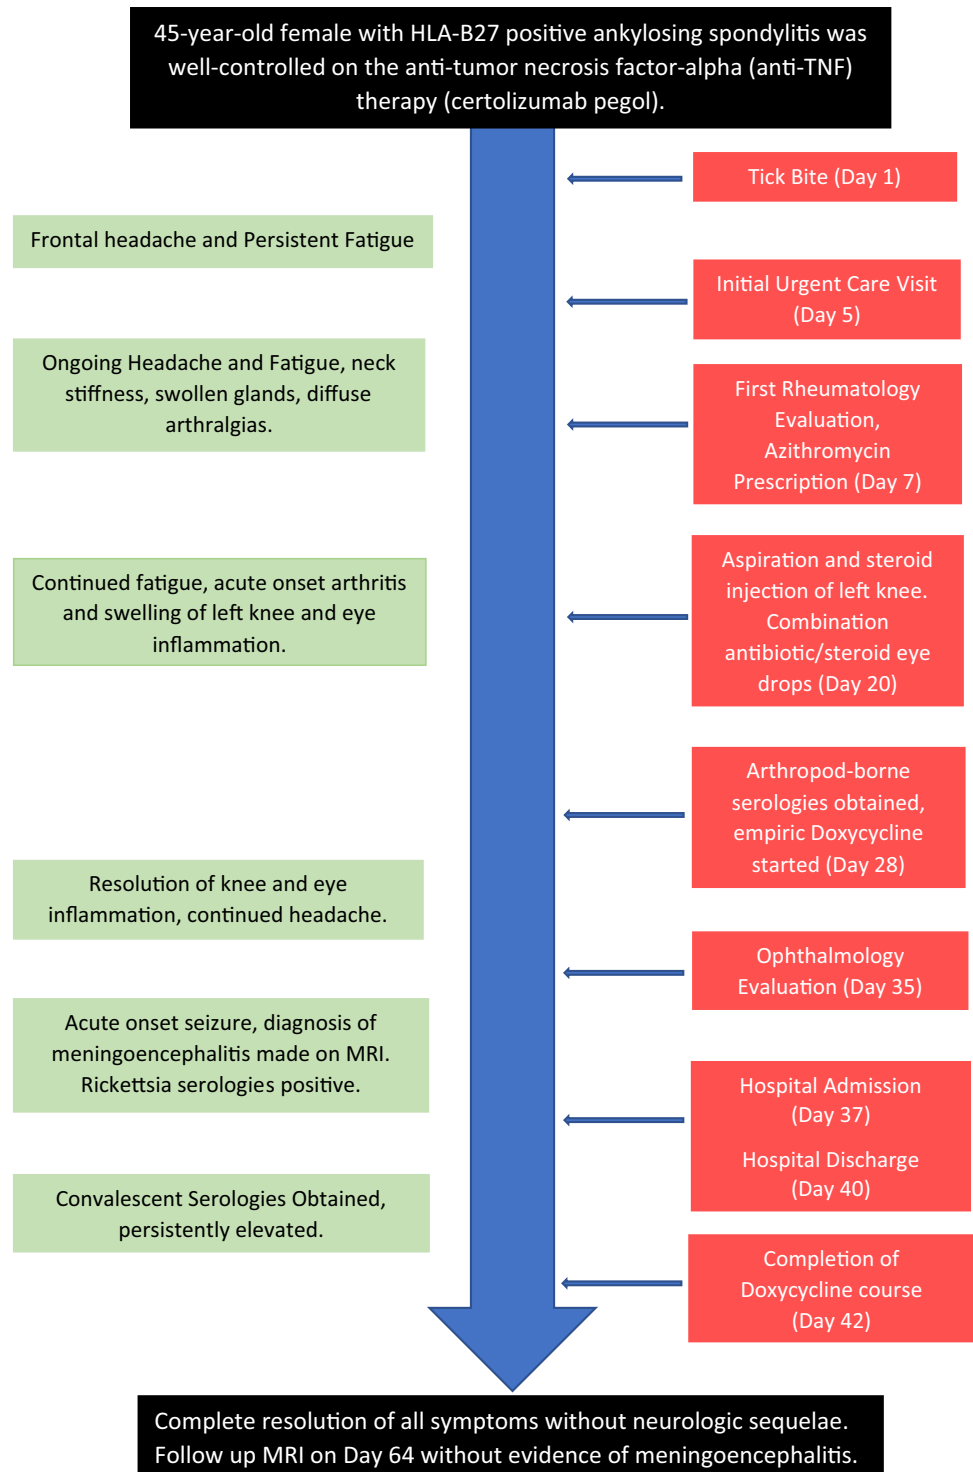 45-year-old female with HLA-B27 positive ankylosing spondylitis was
well-controlled on the anti-tumor necrosis factor-alpha (anti-TNF)
therapy (certolizumab pegol).
Tick Bite (Day 1)
Frontal headache and Persistent Fatigue
Initial Urgent Care Visit
(Day 5)
Ongoing Headache and Fatigue, neck
stiffness, swollen glands, diffuse
arthralgias.
First Rheumatology
Evaluation,
Azithromycin
Prescription (Day 7)
Continued fatigue, acute onset arthritis
and swelling of left knee and eye
inflammation.
Aspiration and steroid
injection of left knee.
Combination
antibiotic/steroid eye
drops (Day 20)
Arthropod-borne
serologies obtained,
empiric Doxycycline
started (Day 28)
Resolution of knee and eye
inflammation, continued headache.
Ophthalmology
Evaluation (Day 35)
Acute onset seizure, diagnosis of
meningoencephalitis made on MRI.
Rickettsia serologies positive.
Hospital Admission
(Day 37)
Hospital Discharge
(Day 40)
Convalescent Serologies Obtained,
persistently elevated.
Completion of
Doxycycline course
(Day 42)
Complete resolution of all symptoms without neurologic sequelae.
Follow up MRI on Day 64 without evidence of meningoencephalitis.